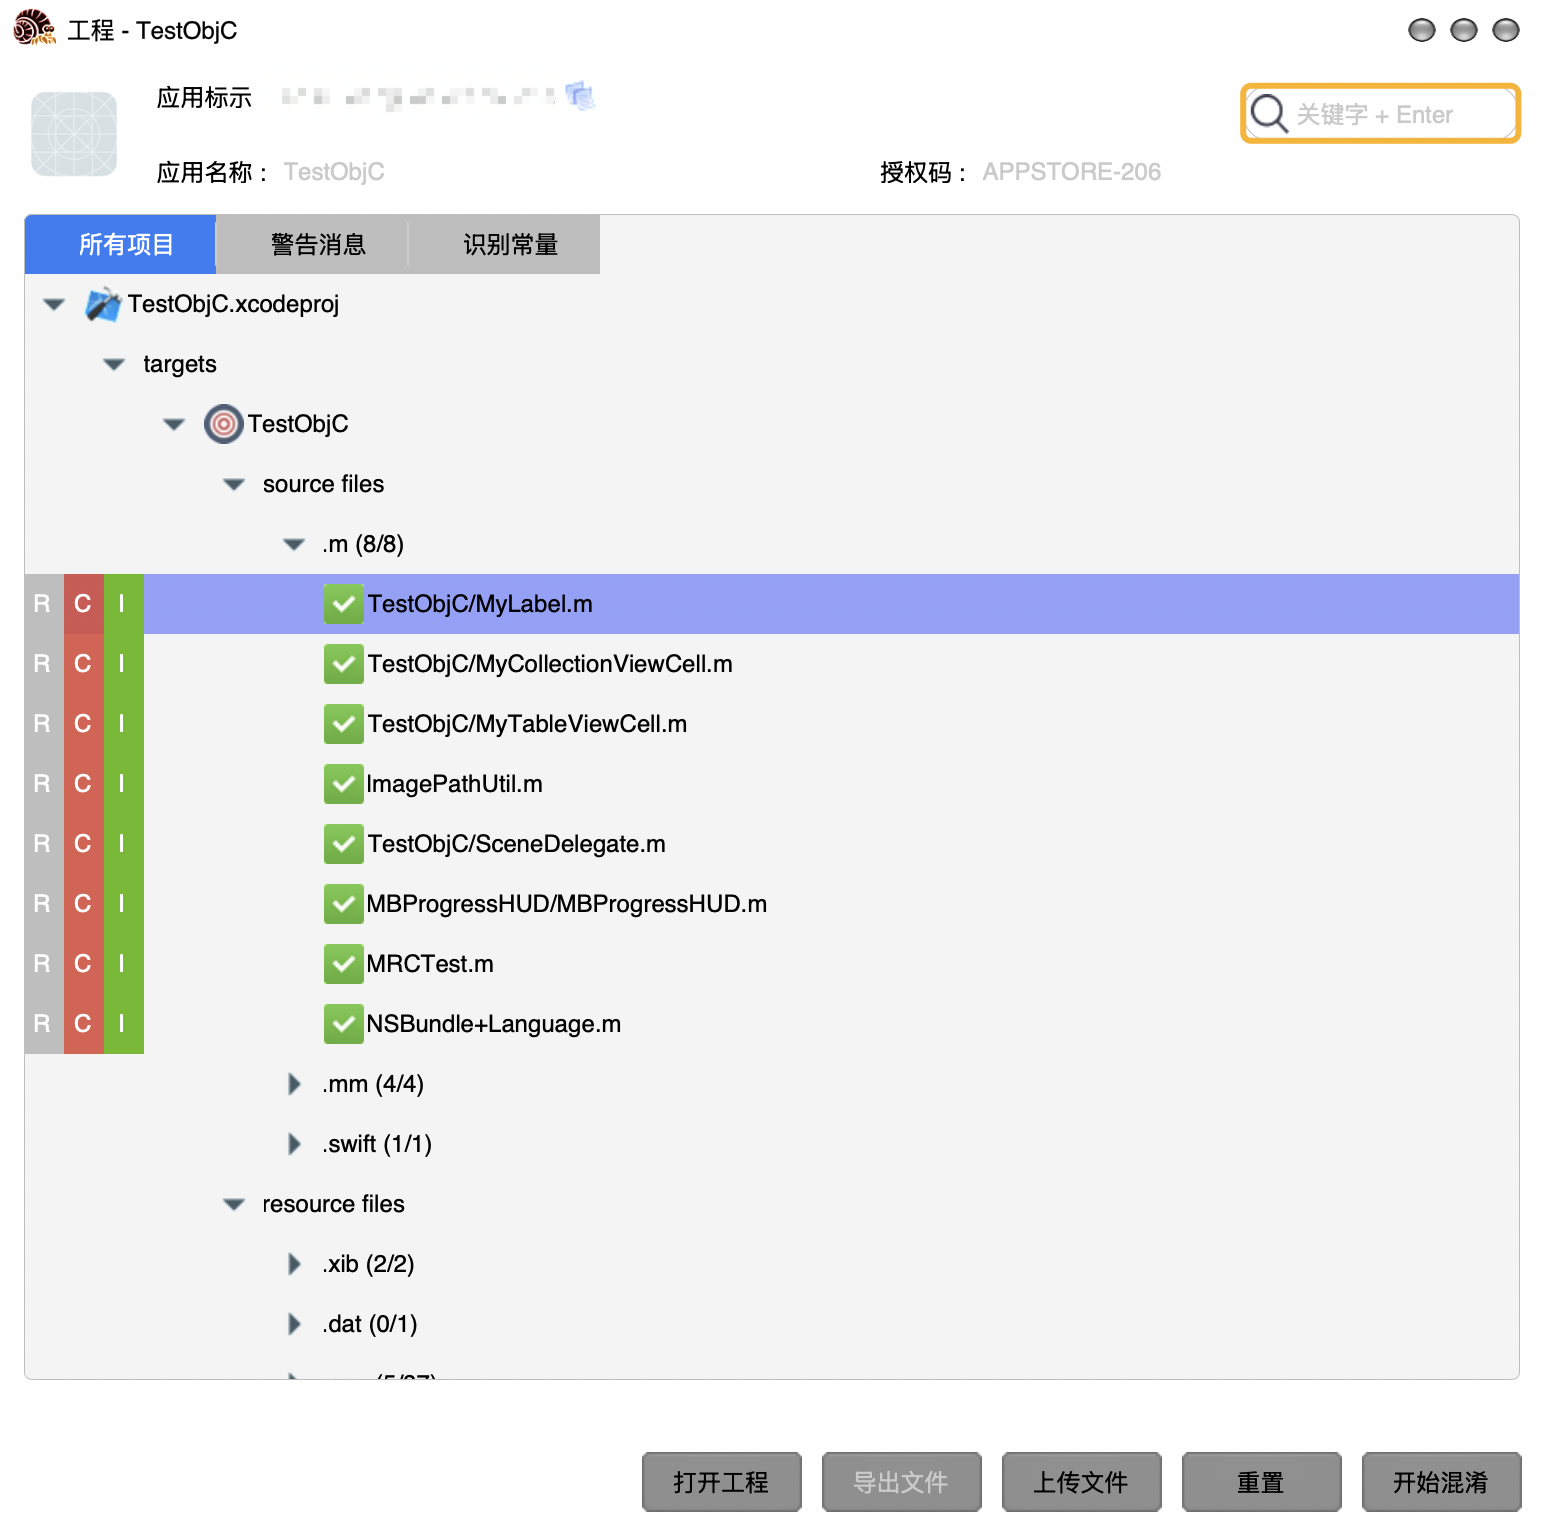 工程 - TestObjC
应用标示
关键字 + Enter
应用名称： TestObjC 授权码： APPSTORE-206
所有项目 警告消息 识别常量
TestObjC.xcodeproj
targets
TestObjC
source files
.m (8/8)
R C I TestObjC/MyLabel.m
R C I TestObjC/MyCollectionViewCell.m
R C I TestObjC/MyTableViewCell.m
R C I ImagePathUtil.m
R C I TestObjC/SceneDelegate.m
R C I MBProgressHUD/MBProgressHUD.m
R C I MRCTest.m
R C I NSBundle+Language.m
.mm (4/4)
.swift (1/1)
resource files
.xib (2/2)
.dat (0/1)
打开工程 导出文件 上传文件 重置 开始混淆